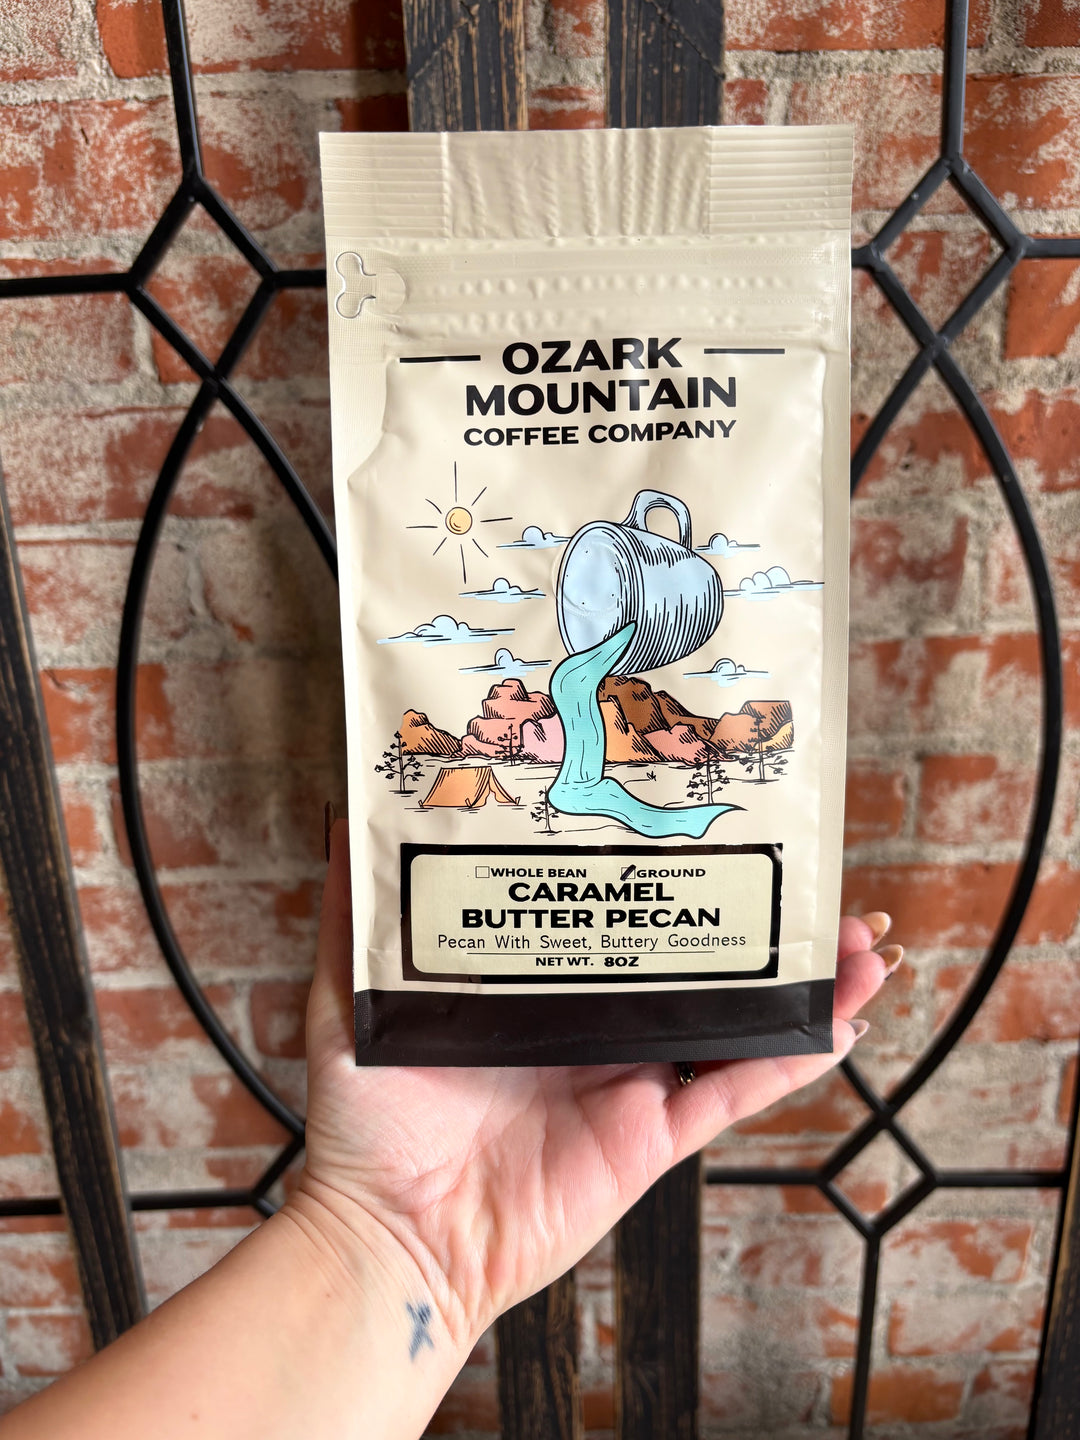 OZARK
MOUNTAIN
COFFEE COMPANY
WHOLE BEAN GROUND
CARAMEL
BUTTER PECAN
Pecan With Sweet, Buttery Goodness
NET WT. 8OZ